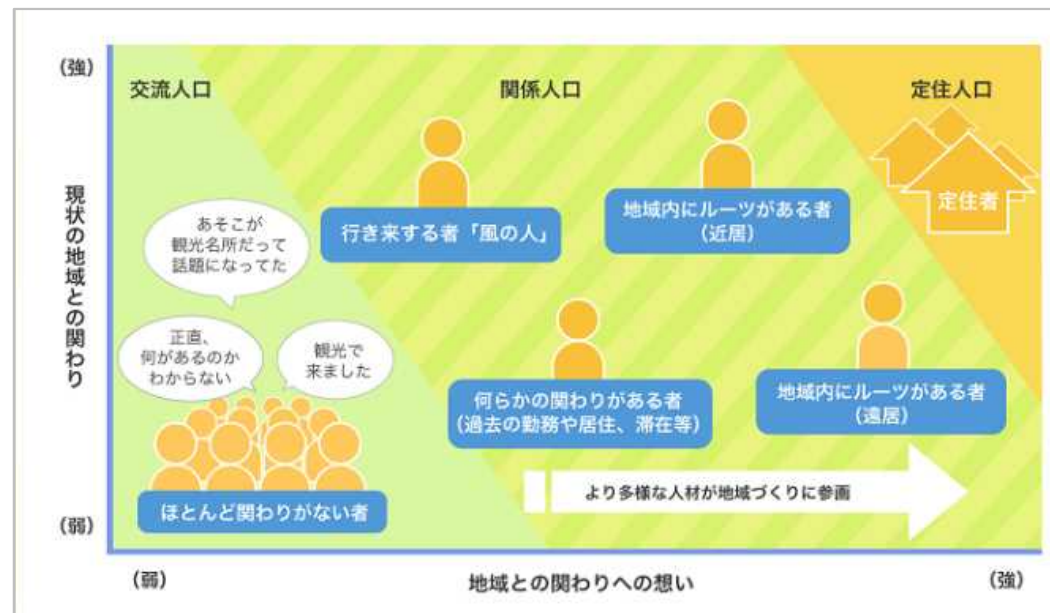 (強)
交流人口
関係人口
定住人口
現状の地域との関わり
定住者
行き来する者「風の人」
地域内にルーツがある者
(近居)
あそこが
観光名所だって
話題になってた
正直、
何があるのか
わからない
観光で
来ました
何らかの関わりがある者
(過去の勤務や居住、滞在等)
地域内にルーツがある者
(遠居)
ほとんど関わりがない者
より多様な人材が地域づくりに参画
(弱)
(弱)
地域との関わりへの想い
(強)